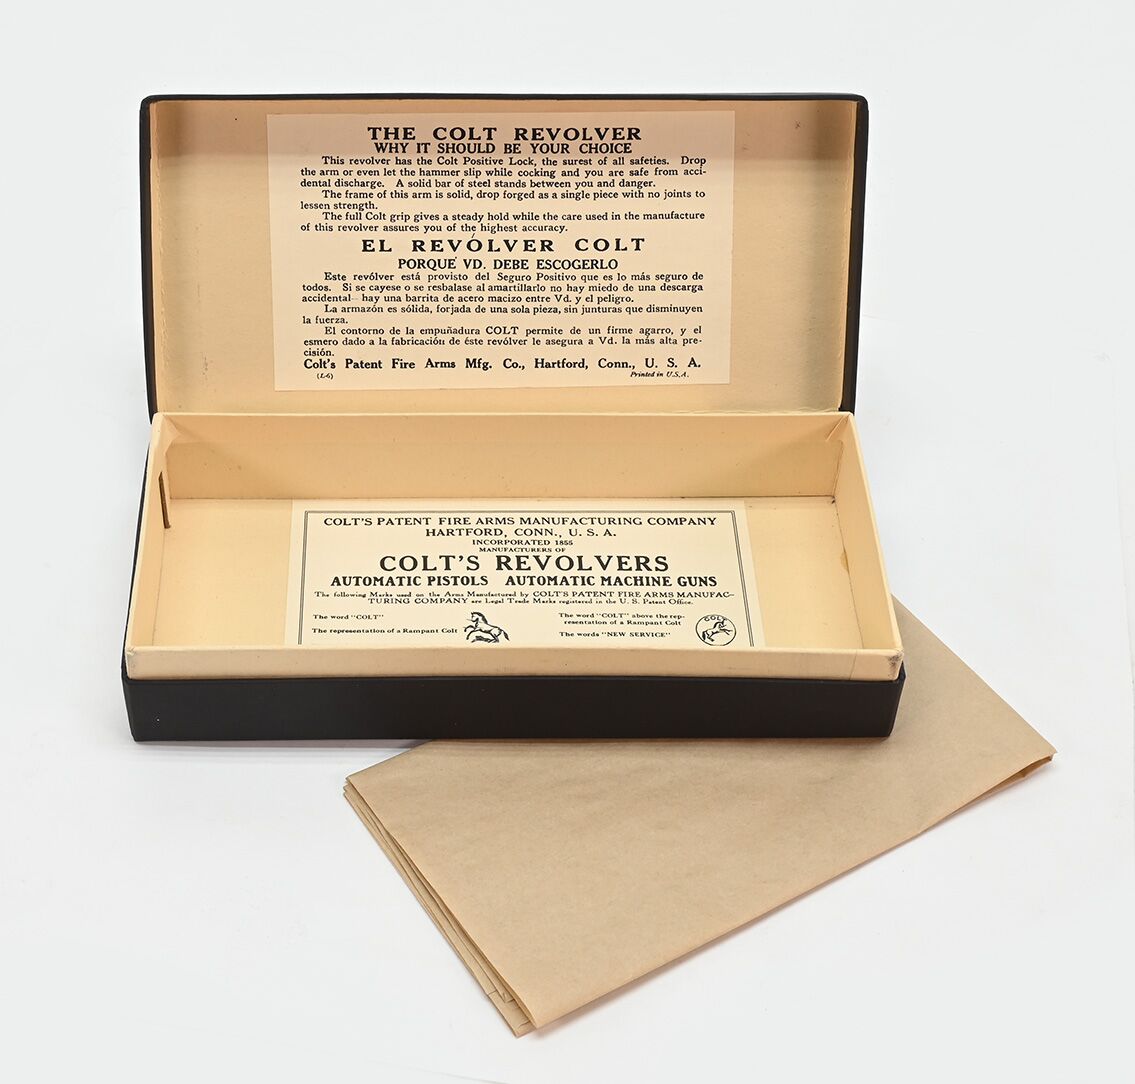 THE COLT REVOLVER
WHY IT SHOULD BE YOUR CHOICE
This revolver has the Colt Positive Lock, the surest of all safeties. Drop
the arm or even let the hammer slip while cocking and you are safe from acci-
dental discharge. A solid bar of steel stands between you and danger.
The frame of this arm is solid, drop forged as a single piece with no joints to
lessen strength.
The full Colt grip gives a steady hold while the care used in the manufacture
of this revolver assures you of the highest accuracy.
EL REVÓLVER COLT
PORQUÉ VD. DEBE ESCOGERLO
Este revólver está provisto del Seguro Positivo que es lo más seguro de
todos. Si se cayese o se resbalase al amartillarlo no hay miedo de una descarga
accidental—hay una barrita de acero macizo entre Vd. y el peligro.
La armazón es sólida, forjada de una sola pieza, sin junturas que disminuyen
la fuerza.
El contorno de la empuñadura COLT permite de un firme agarro, y el
esmero dado a la fabricación de éste revólver le asegura a Vd. la más alta pre-
cisión.
Colt's Patent Fire Arms Mfg. Co., Hartford, Conn., U. S. A.
(L-6) Printed in U.S.A.
COLT'S PATENT FIRE ARMS MANUFACTURING COMPANY
HARTFORD, CONN., U. S. A.
INCORPORATED 1855
MANUFACTURERS OF
COLT'S REVOLVERS
AUTOMATIC PISTOLS AUTOMATIC MACHINE GUNS
The following Marks used on the Arms Manufactured by COLT'S PATENT FIRE ARMS MANUFAC-
TURING COMPANY are Legal Trade Marks registered in the U. S. Patent Office.
The word "COLT"
The representation of a Rampant Colt
The word "COLT" above the rep-
resentation of a Rampant Colt
The words "NEW SERVICE"
COLT